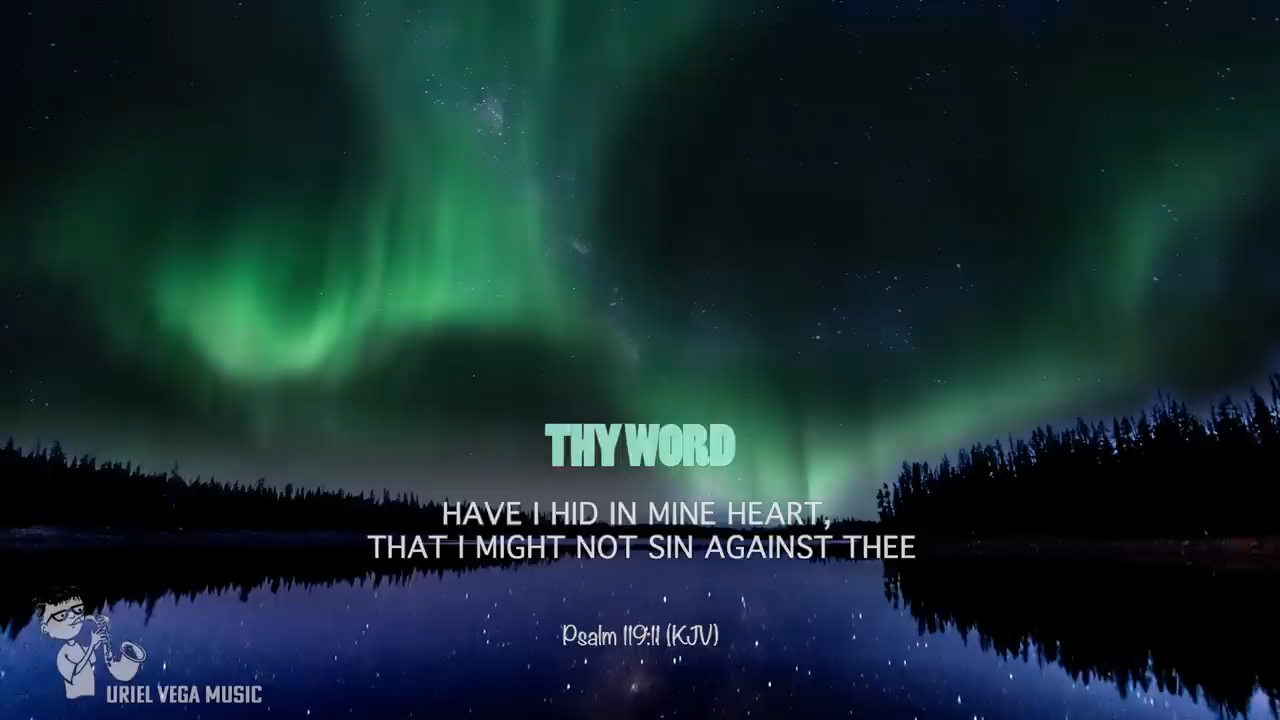 THY WORD
HAVE I HID IN MINE HEART,
THAT I MIGHT NOT SIN AGAINST THEE
Psalm 119:11 (KJV)
URIEL VEGA MUSIC